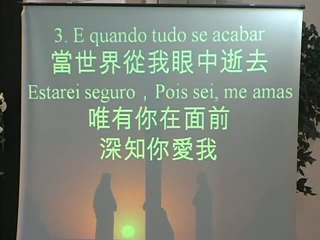 3. E quando tudo se acabar
當世界從我眼中逝去
Estarei seguro，Pois sei, me amas
唯有你在面前
深知你愛我